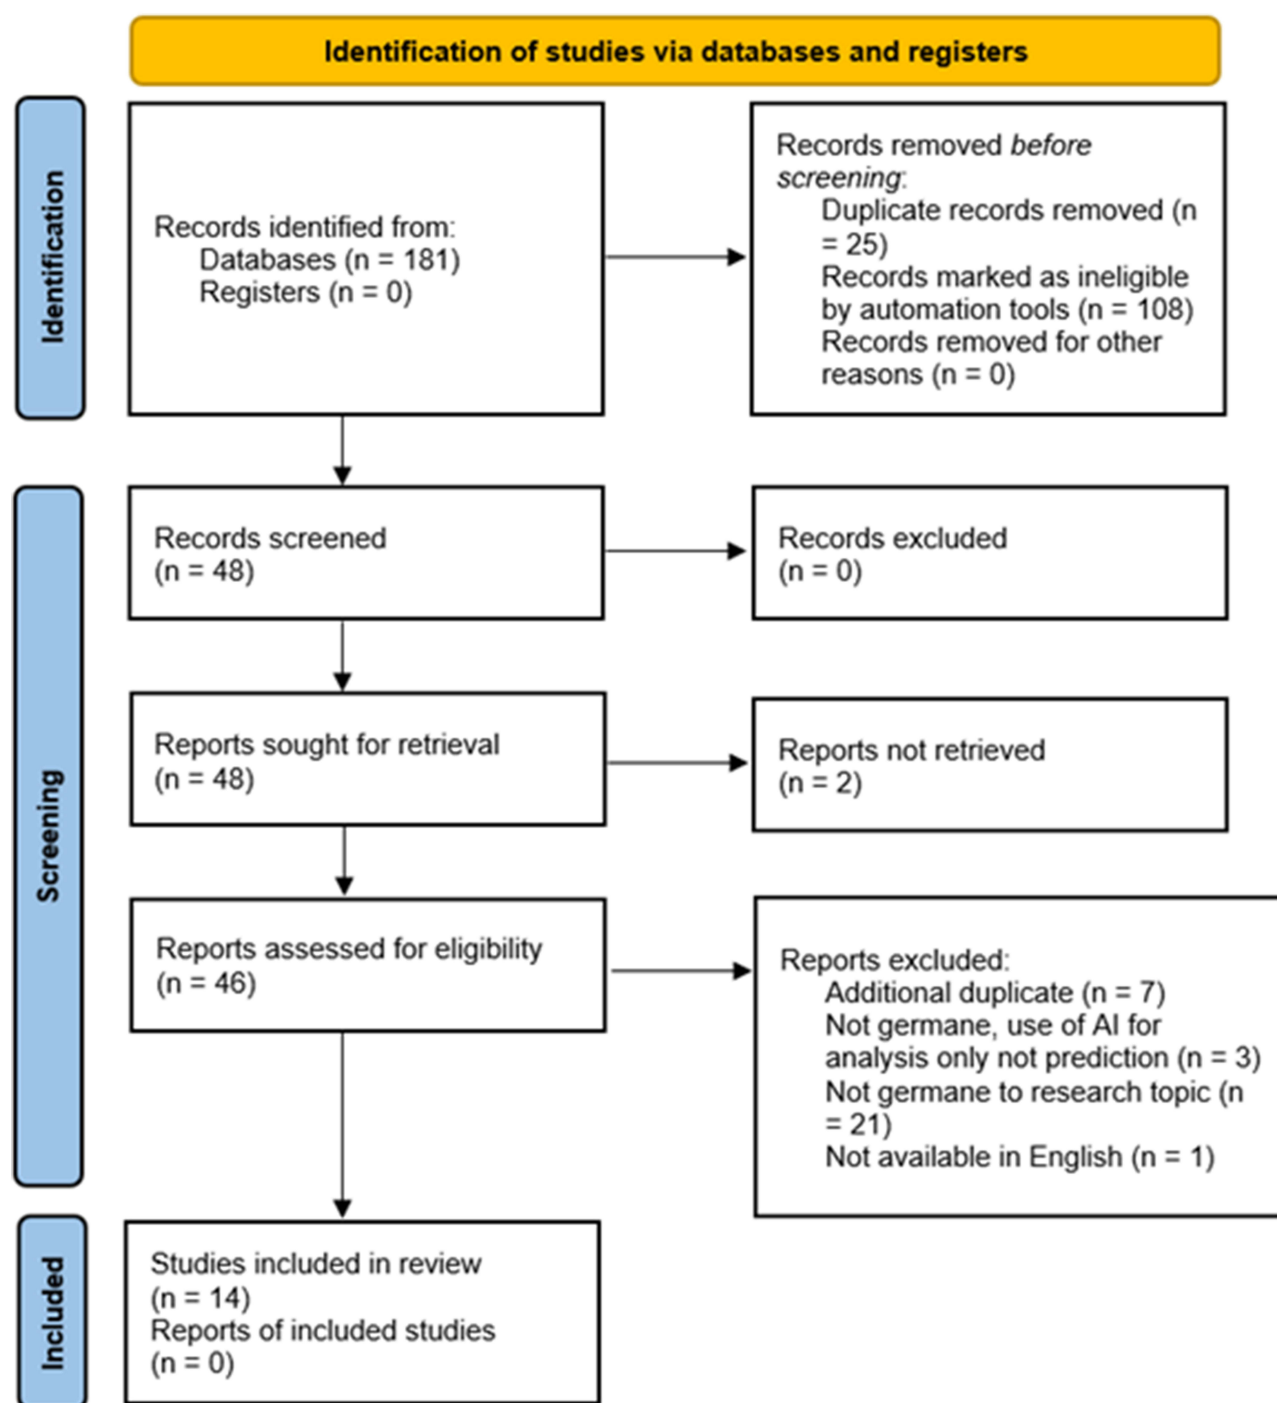 Identification of studies via databases and registers
Identification
Records identified from:
Databases (n = 181)
Registers (n = 0)
Records removed before
screening:
Duplicate records removed (n
= 25)
Records marked as ineligible
by automation tools (n = 108)
Records removed for other
reasons (n = 0)
Screening
Records screened
(n = 48)
Records excluded
(n = 0)
Reports sought for retrieval
(n = 48)
Reports not retrieved
(n = 2)
Reports assessed for eligibility
(n = 46)
Reports excluded:
Additional duplicate (n = 7)
Not germane, use of AI for
analysis only not prediction (n = 3)
Not germane to research topic (n
= 21)
Not available in English (n = 1)
Included
Studies included in review
(n = 14)
Reports of included studies
(n = 0)